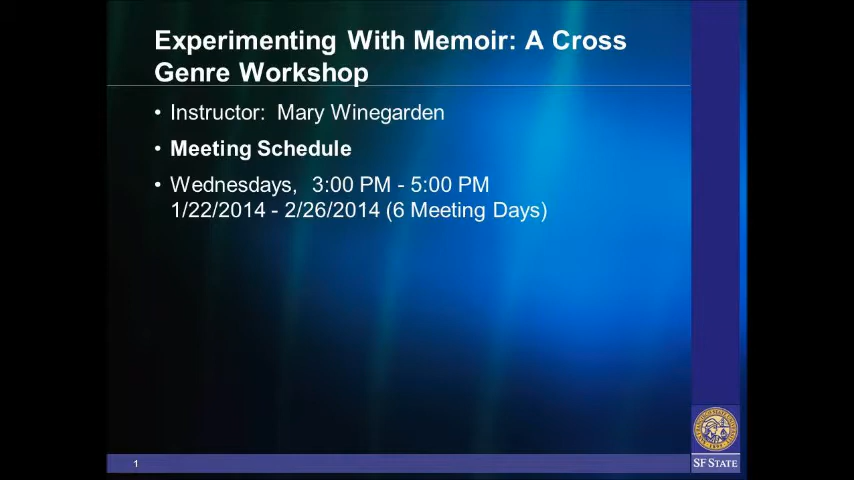 Experimenting With Memoir: A Cross
Genre Workshop
• Instructor: Mary Winegarden
• Meeting Schedule
• Wednesdays, 3:00 PM - 5:00 PM
1/22/2014 - 2/26/2014 (6 Meeting Days)
1
SF STATE